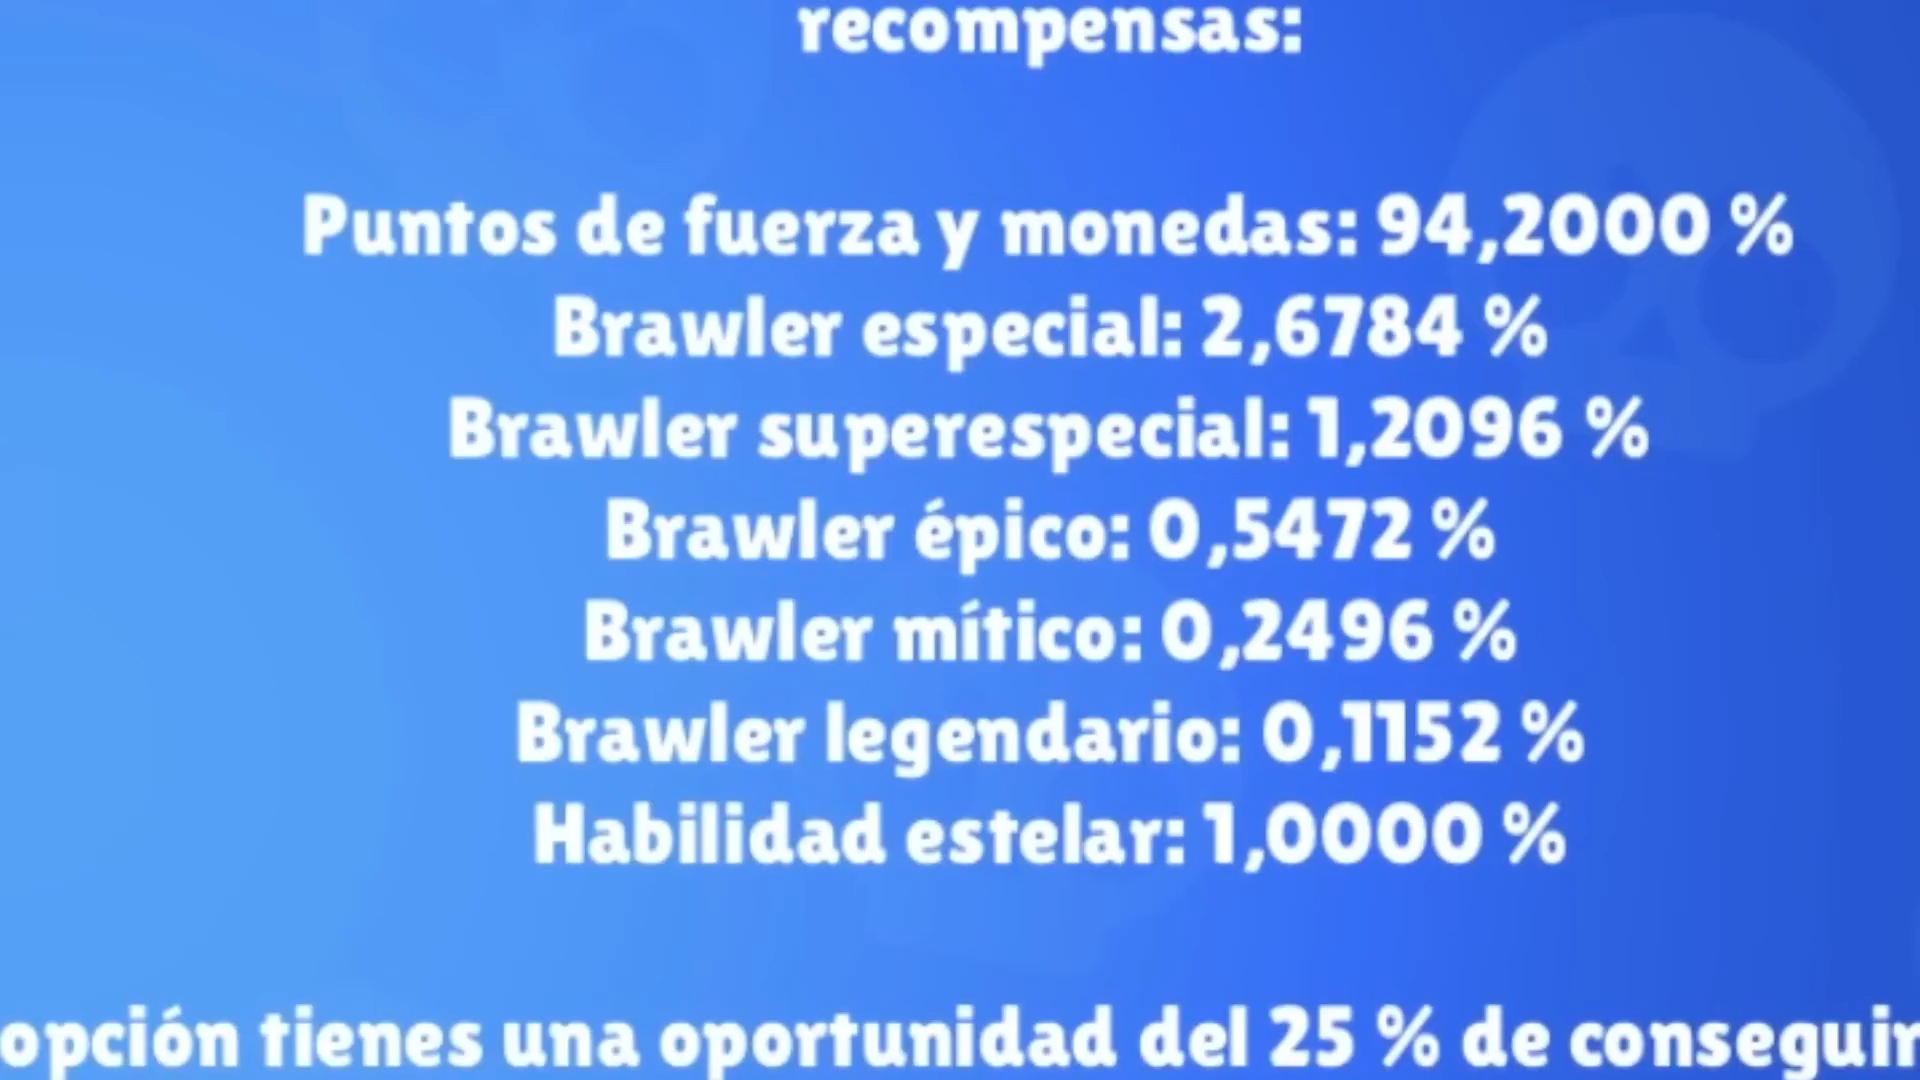 recompensas:
Puntos de fuerza y monedas: 94,2000 %
Brawler especial: 2,6784 %
Brawler superespecial: 1,2096 %
Brawler épico: 0,5472 %
Brawler mítico: 0,2496 %
Brawler legendario: 0,1152 %
Habilidad estelar: 1,0000 %
opción tienes una oportunidad del 25 % de conseguir